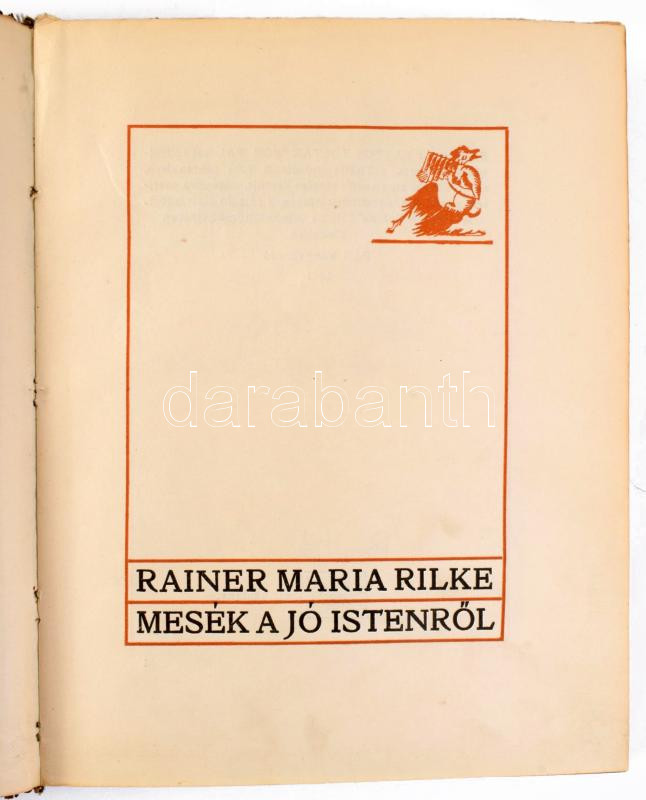 darabanth
RAINER MARIA RILKE
MESÉK A JÓ ISTENRŐL